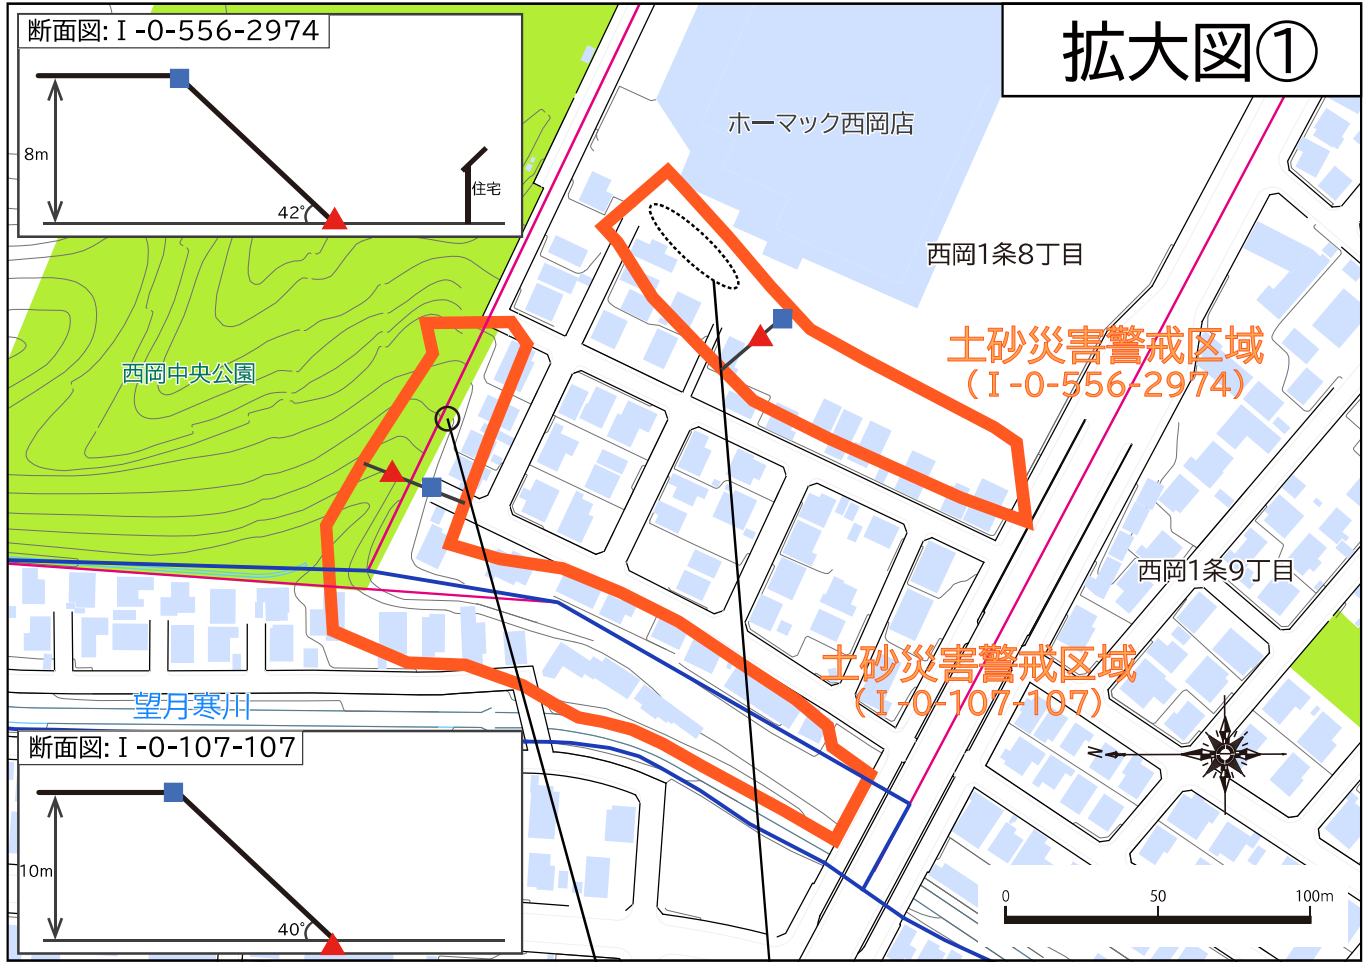 断面図:Ⅰ-0-556-2974
8m
42°
住宅
拡大図①
ホーマック西岡店
西岡1条8丁目
土砂災害警戒区域
(Ⅰ-0-556-2974)
西岡中央公園
西岡1条9丁目
土砂災害警戒区域
(Ⅰ-0-107-107)
望月寒川
断面図:Ⅰ-0-107-107
10m
40°
N
0 50 100m